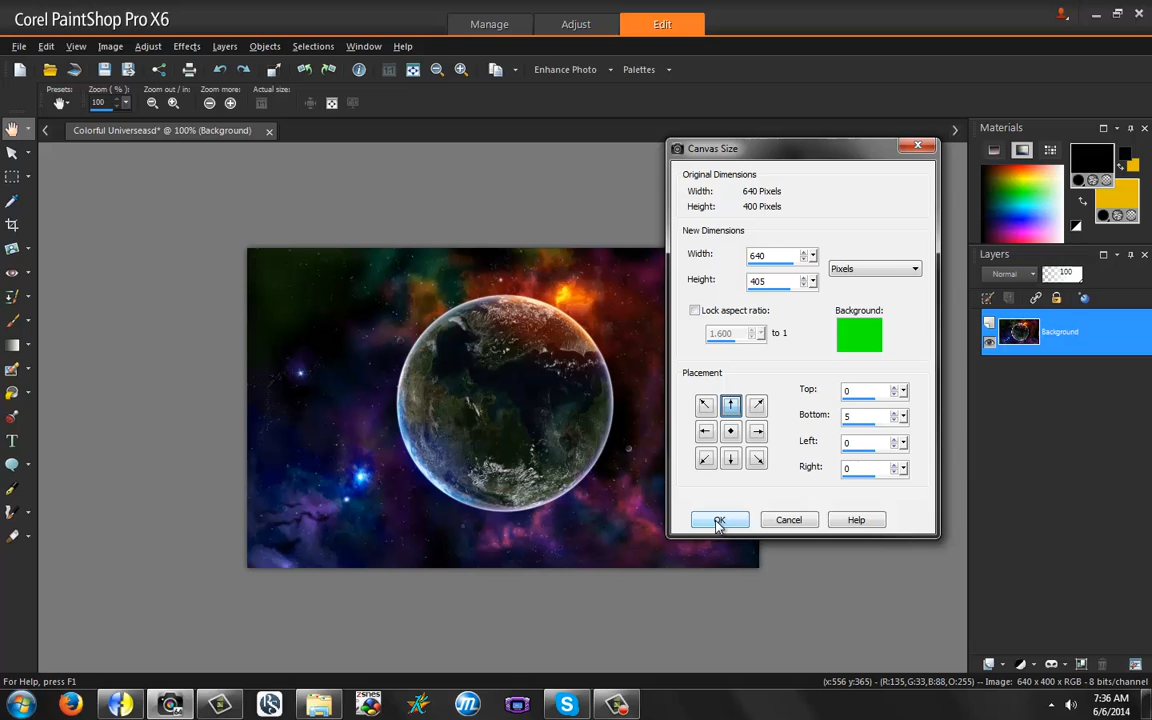 Corel PaintShop Pro X6
Manage
Adjust
Edit
File Edit View Image Adjust Effects Layers Objects Selections Window Help
Enhance Photo
Palettes
Presets:
Zoom ( % ):
Zoom out / in:
Zoom more:
Actual size:
100
Colorful Universeasd* @ 100% (Background)
Canvas Size
Original Dimensions
Width: 640 Pixels
Height: 400 Pixels
New Dimensions
Width: 640
Pixels
Height: 405
Lock aspect ratio:
Background:
1.600 to 1
Placement
Top: 0
Bottom: 5
Left: 0
Right: 0
OK
Cancel
Help
Materials
Layers
Normal
100
Background
For Help, press F1
(x:556 y:365) -- (R:135,G:33,B:88,O:255) -- Image: 640 x 400 x RGB - 8 bits/channel
zsnes
7:36 AM
6/6/2014